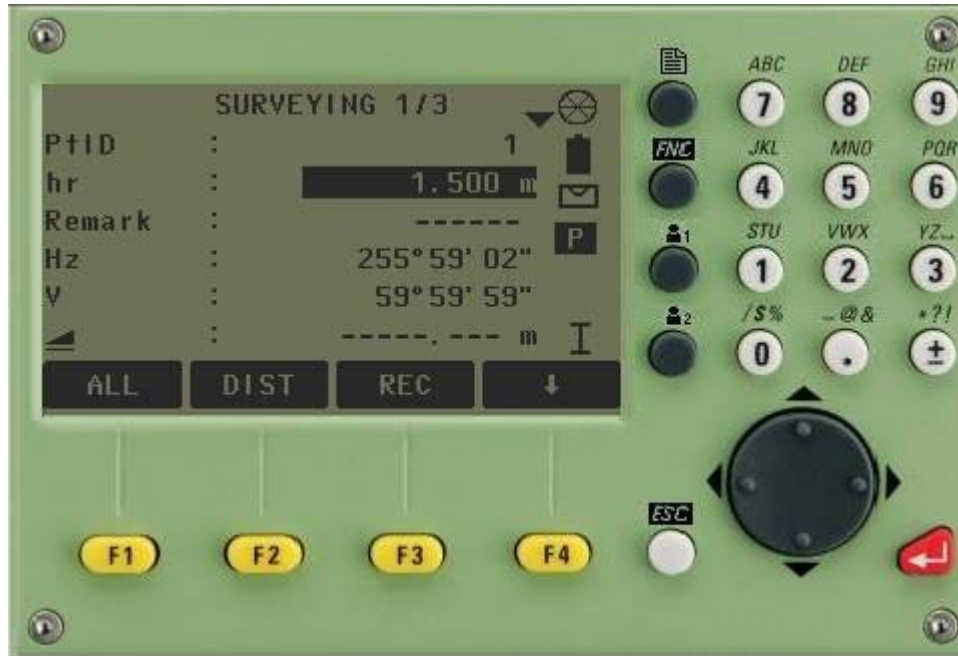 SURVEYING 1/3
PtID : 1
hr : 1.500 m
Remark : ------
Hz : 255°59' 02"
V : 59°59' 59"
: -----.--- m
P
I
ALL DIST REC
F1 F2 F3 F4
FNC
1
2
ESC
ABC DEF GHI
7 8 9
JKL MNO PQR
4 5 6
STU VWX YZ_
1 2 3
/$% _@& *?!
0 . ±